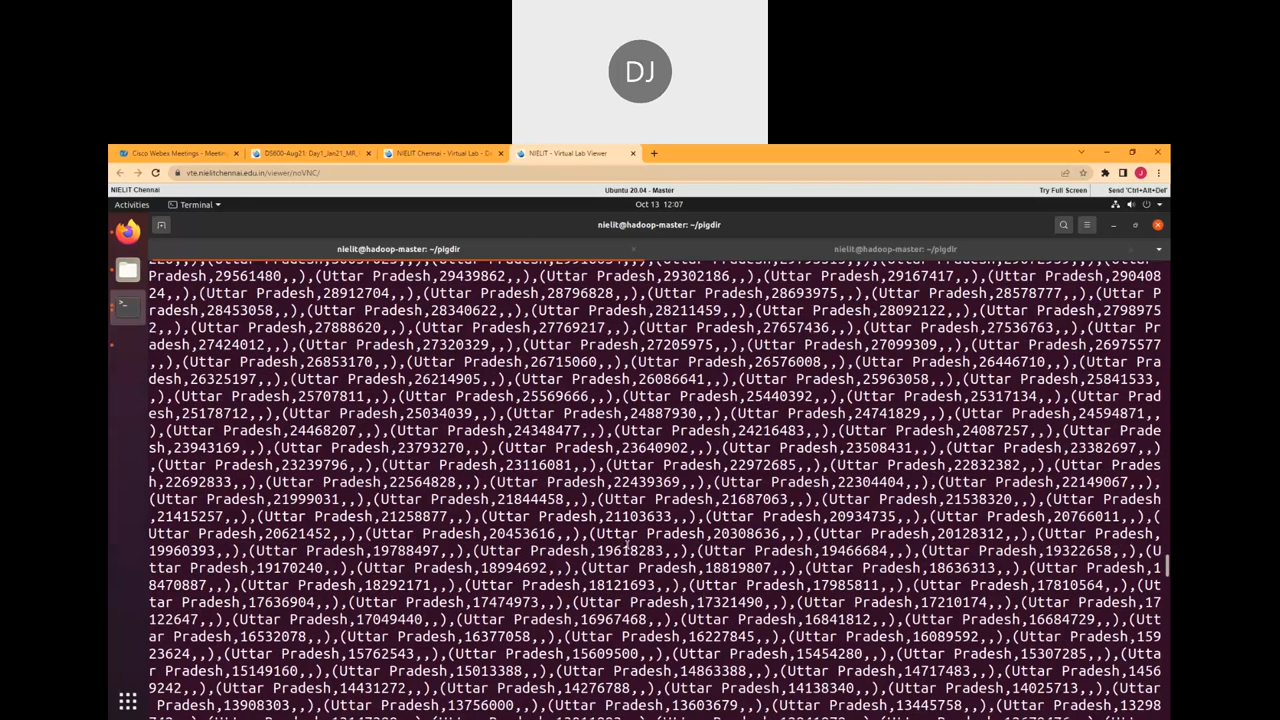 DJ
Cisco Webex Meetings - Meetin
DS600-Aug21: Day1_Jan21_MR,
NIELIT Chennai - Virtual Lab - D
NIELIT - Virtual Lab Viewer
vte.nielitchennai.edu.in/viewer/noVNC/
NIELIT Chennai Ubuntu 20.04 - Master Try Full Screen Send 'Ctrl+Alt+Del'
Activities Terminal Oct 13 12:07
nielit@hadoop-master: ~/pigdir
nielit@hadoop-master: ~/pigdir nielit@hadoop-master: ~/pigdir
Pradesh,29561480,,),(Uttar Pradesh,29439862,,),(Uttar Pradesh,29302186,,),(Uttar Pradesh,29167417,,),(Uttar Pradesh,290408
24,,),(Uttar Pradesh,28912704,,),(Uttar Pradesh,28796828,,),(Uttar Pradesh,28693975,,),(Uttar Pradesh,28578777,,),(Uttar P
radesh,28453058,,),(Uttar Pradesh,28340622,,),(Uttar Pradesh,28211459,,),(Uttar Pradesh,28092122,,),(Uttar Pradesh,2798975
2,,),(Uttar Pradesh,27888620,,),(Uttar Pradesh,27769217,,),(Uttar Pradesh,27657436,,),(Uttar Pradesh,27536763,,),(Uttar Pr
adesh,27424012,,),(Uttar Pradesh,27320329,,),(Uttar Pradesh,27205975,,),(Uttar Pradesh,27099309,,),(Uttar Pradesh,26975577
,,),(Uttar Pradesh,26853170,,),(Uttar Pradesh,26715060,,),(Uttar Pradesh,26576008,,),(Uttar Pradesh,26446710,,),(Uttar Pra
desh,26325197,,),(Uttar Pradesh,26214905,,),(Uttar Pradesh,26086641,,),(Uttar Pradesh,25963058,,),(Uttar Pradesh,25841533,
,),(Uttar Pradesh,25707811,,),(Uttar Pradesh,25569666,,),(Uttar Pradesh,25440392,,),(Uttar Pradesh,25317134,,),(Uttar Prad
esh,25178712,,),(Uttar Pradesh,25034039,,),(Uttar Pradesh,24887930,,),(Uttar Pradesh,24741829,,),(Uttar Pradesh,24594871,,
),(Uttar Pradesh,24468207,,),(Uttar Pradesh,24348477,,),(Uttar Pradesh,24216483,,),(Uttar Pradesh,24087257,,),(Uttar Prade
sh,23943169,,),(Uttar Pradesh,23793270,,),(Uttar Pradesh,23640902,,),(Uttar Pradesh,23508431,,),(Uttar Pradesh,23382697,,)
,(Uttar Pradesh,23239796,,),(Uttar Pradesh,23116081,,),(Uttar Pradesh,22972685,,),(Uttar Pradesh,22832382,,),(Uttar Prades
h,22692833,,),(Uttar Pradesh,22564828,,),(Uttar Pradesh,22439369,,),(Uttar Pradesh,22304404,,),(Uttar Pradesh,22149067,,),
(Uttar Pradesh,21999031,,),(Uttar Pradesh,21844458,,),(Uttar Pradesh,21687063,,),(Uttar Pradesh,21538320,,),(Uttar Pradesh
,21415257,,),(Uttar Pradesh,21258877,,),(Uttar Pradesh,21103633,,),(Uttar Pradesh,20934735,,),(Uttar Pradesh,20766011,,),(
Uttar Pradesh,20621452,,),(Uttar Pradesh,20453616,,),(Uttar Pradesh,20308636,,),(Uttar Pradesh,20128312,,),(Uttar Pradesh,
19960393,,),(Uttar Pradesh,19788497,,),(Uttar Pradesh,19618283,,),(Uttar Pradesh,19466684,,),(Uttar Pradesh,19322658,,),(U
ttar Pradesh,19170240,,),(Uttar Pradesh,18994692,,),(Uttar Pradesh,18819807,,),(Uttar Pradesh,18636313,,),(Uttar Pradesh,1
8470887,,),(Uttar Pradesh,18292171,,),(Uttar Pradesh,18121693,,),(Uttar Pradesh,17985811,,),(Uttar Pradesh,17810564,,),(Ut
tar Pradesh,17636904,,),(Uttar Pradesh,17474973,,),(Uttar Pradesh,17321490,,),(Uttar Pradesh,17210174,,),(Uttar Pradesh,17
122647,,),(Uttar Pradesh,17049440,,),(Uttar Pradesh,16967468,,),(Uttar Pradesh,16841812,,),(Uttar Pradesh,16684729,,),(Utt
ar Pradesh,16532078,,),(Uttar Pradesh,16377058,,),(Uttar Pradesh,16227845,,),(Uttar Pradesh,16089592,,),(Uttar Pradesh,159
23624,,),(Uttar Pradesh,15762543,,),(Uttar Pradesh,15609500,,),(Uttar Pradesh,15454280,,),(Uttar Pradesh,15307285,,),(Utta
r Pradesh,15149160,,),(Uttar Pradesh,15013388,,),(Uttar Pradesh,14863388,,),(Uttar Pradesh,14717483,,),(Uttar Pradesh,1456
9242,,),(Uttar Pradesh,14431272,,),(Uttar Pradesh,14276788,,),(Uttar Pradesh,14138340,,),(Uttar Pradesh,14025713,,),(Uttar
Pradesh,13908303,,),(Uttar Pradesh,13756000,,),(Uttar Pradesh,13603679,,),(Uttar Pradesh,13445758,,),(Uttar Pradesh,13298